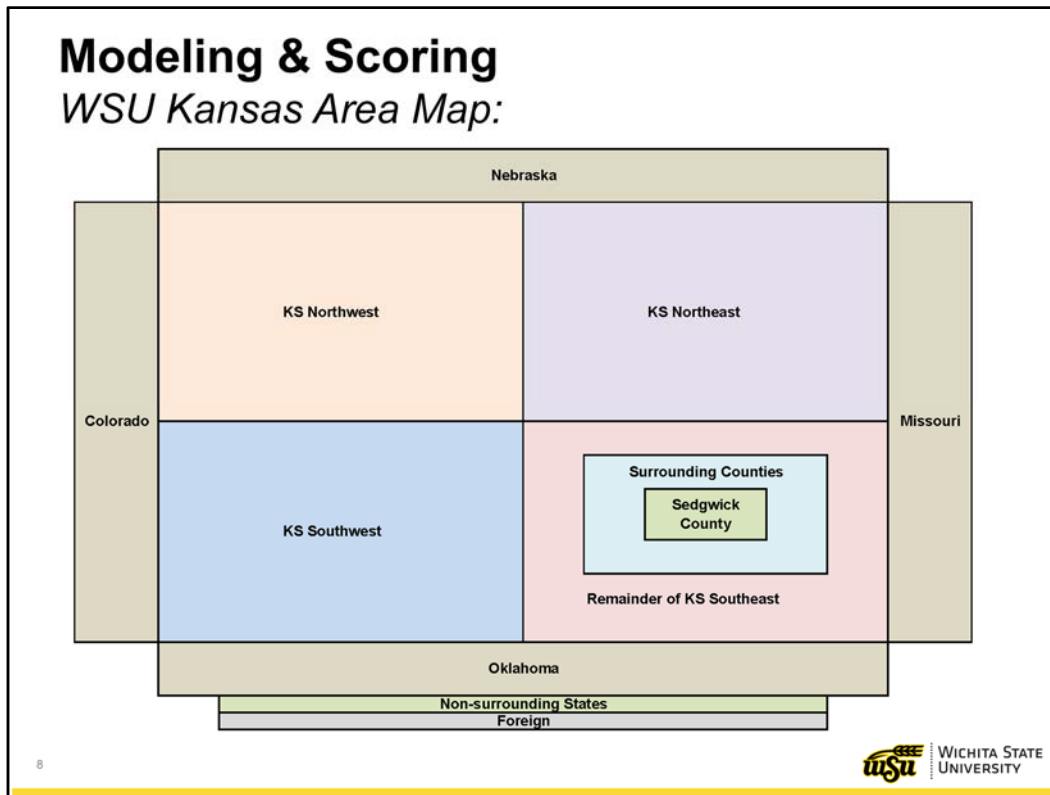 Modeling & Scoring
WSU Kansas Area Map:
Nebraska
KS Northwest
KS Northeast
Colorado
Missouri
Surrounding Counties
Sedgwick
County
KS Southwest
Remainder of KS Southeast
Oklahoma
Non-surrounding States
Foreign
8
WSU
WICHITA STATE
UNIVERSITY